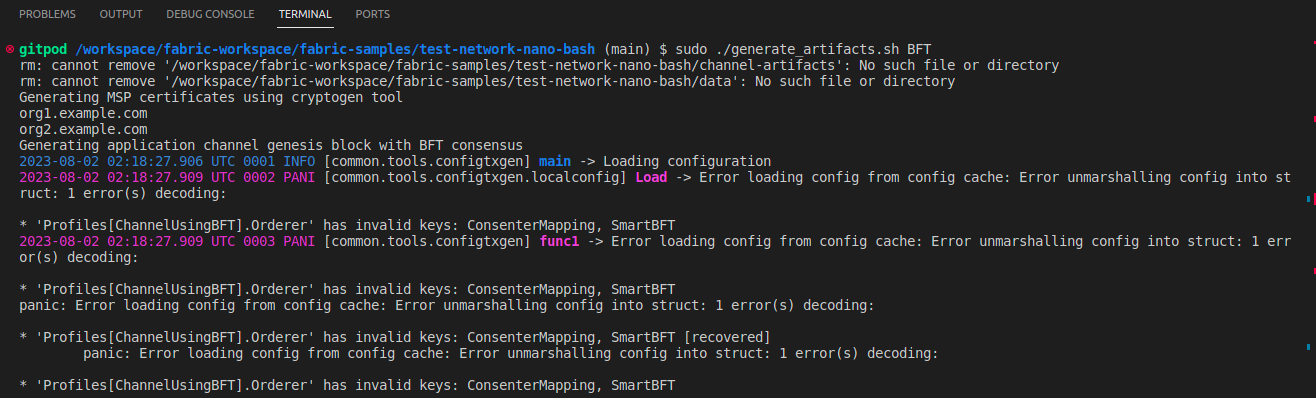 PROBLEMS OUTPUT DEBUG CONSOLE TERMINAL PORTS
gitpod /workspace/fabric-workspace/fabric-samples/test-network-nano-bash (main) $ sudo ./generate_artifacts.sh BFT
rm: cannot remove '/workspace/fabric-workspace/fabric-samples/test-network-nano-bash/channel-artifacts': No such file or directory
rm: cannot remove '/workspace/fabric-workspace/fabric-samples/test-network-nano-bash/data': No such file or directory
Generating MSP certificates using cryptogen tool
org1.example.com
org2.example.com
Generating application channel genesis block with BFT consensus
2023-08-02 02:18:27.906 UTC 0001 INFO [common.tools.configtxgen] main -> Loading configuration
2023-08-02 02:18:27.909 UTC 0002 PANI [common.tools.configtxgen.localconfig] Load -> Error loading config from config cache: Error unmarshalling config into st
ruct: 1 error(s) decoding:
* 'Profiles[ChannelUsingBFT].Orderer' has invalid keys: ConsenterMapping, SmartBFT
2023-08-02 02:18:27.909 UTC 0003 PANI [common.tools.configtxgen] func1 -> Error loading config from config cache: Error unmarshalling config into struct: 1 err
or(s) decoding:
* 'Profiles[ChannelUsingBFT].Orderer' has invalid keys: ConsenterMapping, SmartBFT
panic: Error loading config from config cache: Error unmarshalling config into struct: 1 error(s) decoding:
* 'Profiles[ChannelUsingBFT].Orderer' has invalid keys: ConsenterMapping, SmartBFT [recovered]
panic: Error loading config from config cache: Error unmarshalling config into struct: 1 error(s) decoding:
* 'Profiles[ChannelUsingBFT].Orderer' has invalid keys: ConsenterMapping, SmartBFT